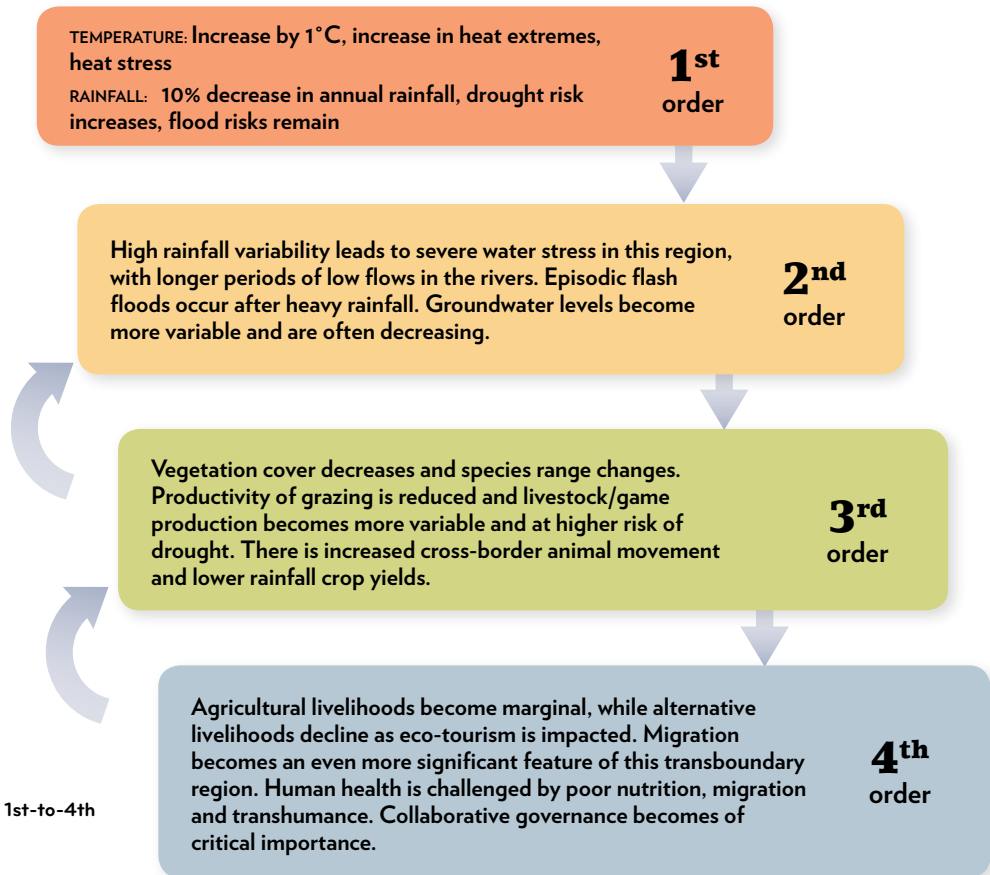 TEMPERATURE: Increase by 1°C, increase in heat extremes,
heat stress
RAINFALL: 10% decrease in annual rainfall, drought risk
increases, flood risks remain
1st
order
High rainfall variability leads to severe water stress in this region,
with longer periods of low flows in the rivers. Episodic flash
floods occur after heavy rainfall. Groundwater levels become
more variable and are often decreasing.
2nd
order
Vegetation cover decreases and species range changes.
Productivity of grazing is reduced and livestock/game
production becomes more variable and at higher risk of
drought. There is increased cross-border animal movement
and lower rainfall crop yields.
3rd
order
Agricultural livelihoods become marginal, while alternative
livelihoods decline as eco-tourism is impacted. Migration
becomes an even more significant feature of this transboundary
region. Human health is challenged by poor nutrition, migration
and transhumance. Collaborative governance becomes of
critical importance.
4th
order
1st-to-4th